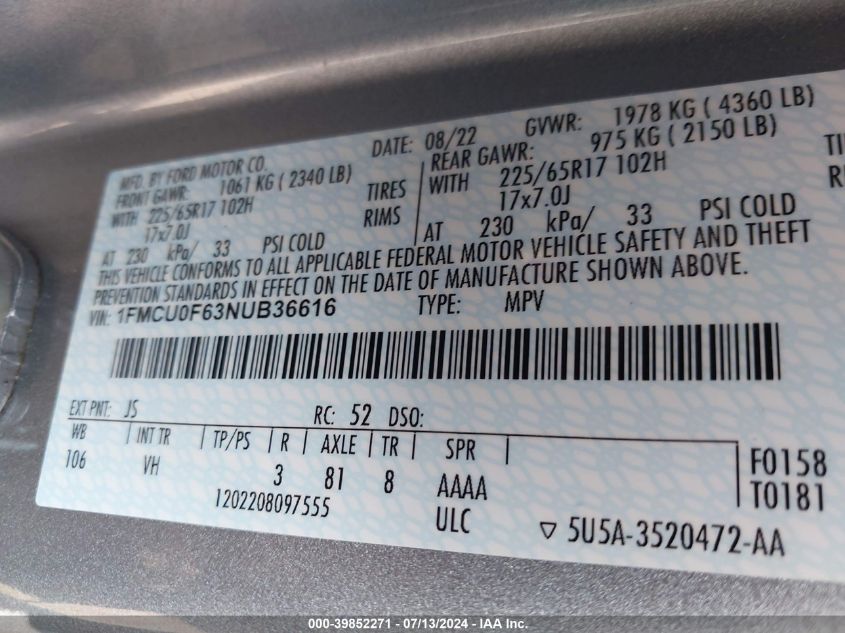 MFD. BY FORD MOTOR CO.
DATE: 08/22
GVWR: 1978 KG ( 4360 LB)
FRONT GAWR: 1061 KG ( 2340 LB)
REAR GAWR: 975 KG ( 2150 LB)
WITH 225/65R17 102H TIRES
WITH 225/65R17 102H
17x7.0J RIMS
17x7.0J
AT 230 kPa/ 33 PSI COLD
AT 230 kPa/ 33 PSI COLD
THIS VEHICLE CONFORMS TO ALL APPLICABLE FEDERAL MOTOR VEHICLE SAFETY AND THEFT
PREVENTION STANDARDS IN EFFECT ON THE DATE OF MANUFACTURE SHOWN ABOVE.
VIN: 1FMCU0F63NUB36616 TYPE: MPV
EXT PNT: JS RC: 52 DSO:
WB INT TR TP/PS R AXLE TR SPR
106 VH 3 81 8 AAAA
F0158
T0181
1202208097555 ULC
5U5A-3520472-AA
000-39852271 - 07/13/2024 - IAA Inc.